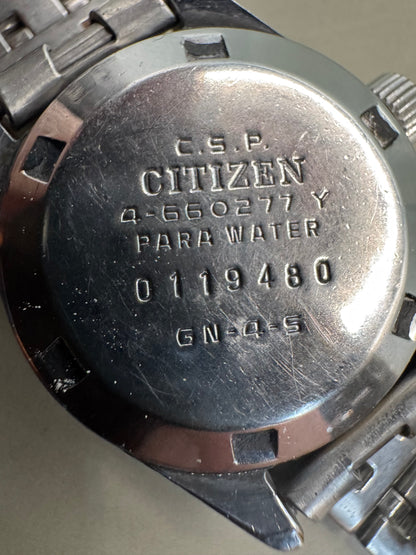 C.S.P.
CITIZEN
4-660277 Y
PARA WATER
0119480
GN-4-S